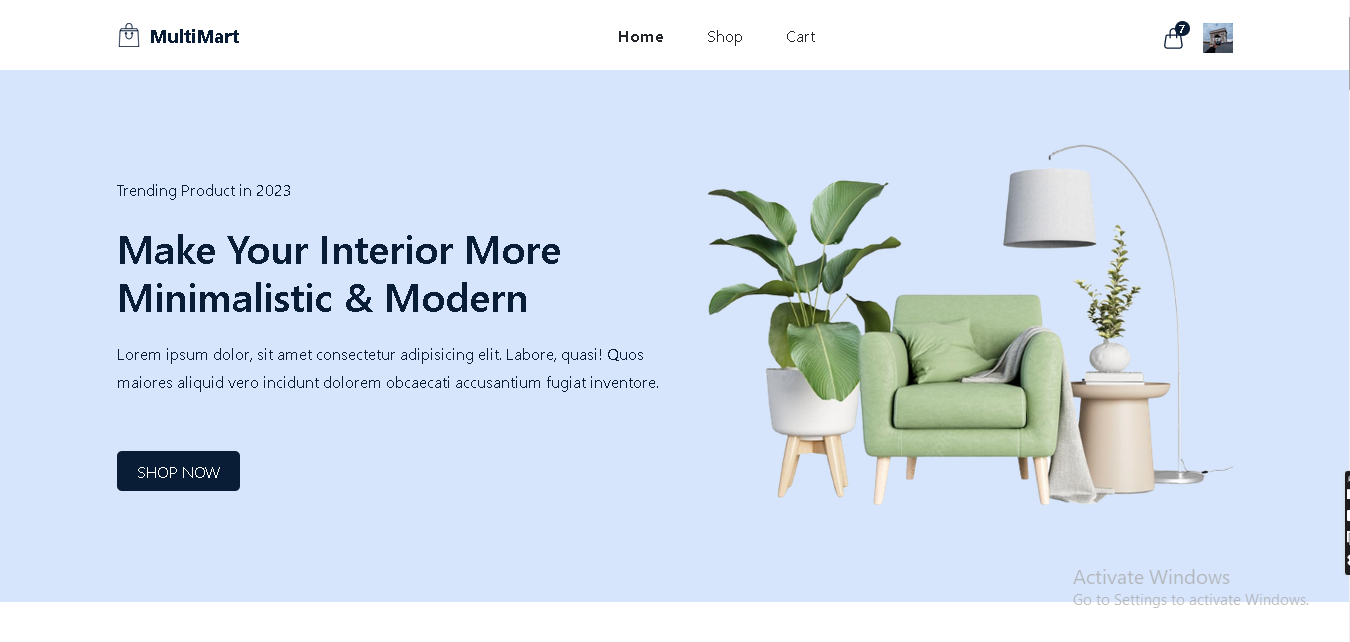 MultiMart
Home
Shop
Cart
7
Trending Product in 2023
Make Your Interior More
Minimalistic & Modern
Lorem ipsum dolor, sit amet consectetur adipisicing elit. Labore, quasi! Quos
maiores aliquid vero incidunt dolorem obcaecati accusantium fugiat inventore.
SHOP NOW
Activate Windows
Go to Settings to activate Windows.